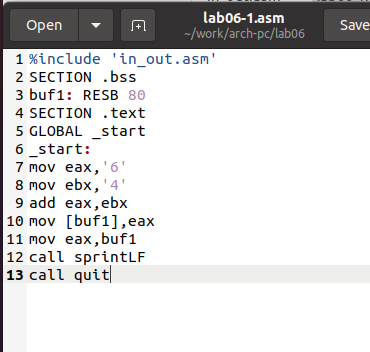 Open
lab06-1.asm
~/work/arch-pc/lab06
Save
1 %include 'in_out.asm'
2 SECTION .bss
3 buf1: RESB 80
4 SECTION .text
5 GLOBAL _start
6 _start:
7 mov eax,'6'
8 mov ebx,'4'
9 add eax,ebx
10 mov [buf1],eax
11 mov eax,buf1
12 call sprintLF
13 call quit